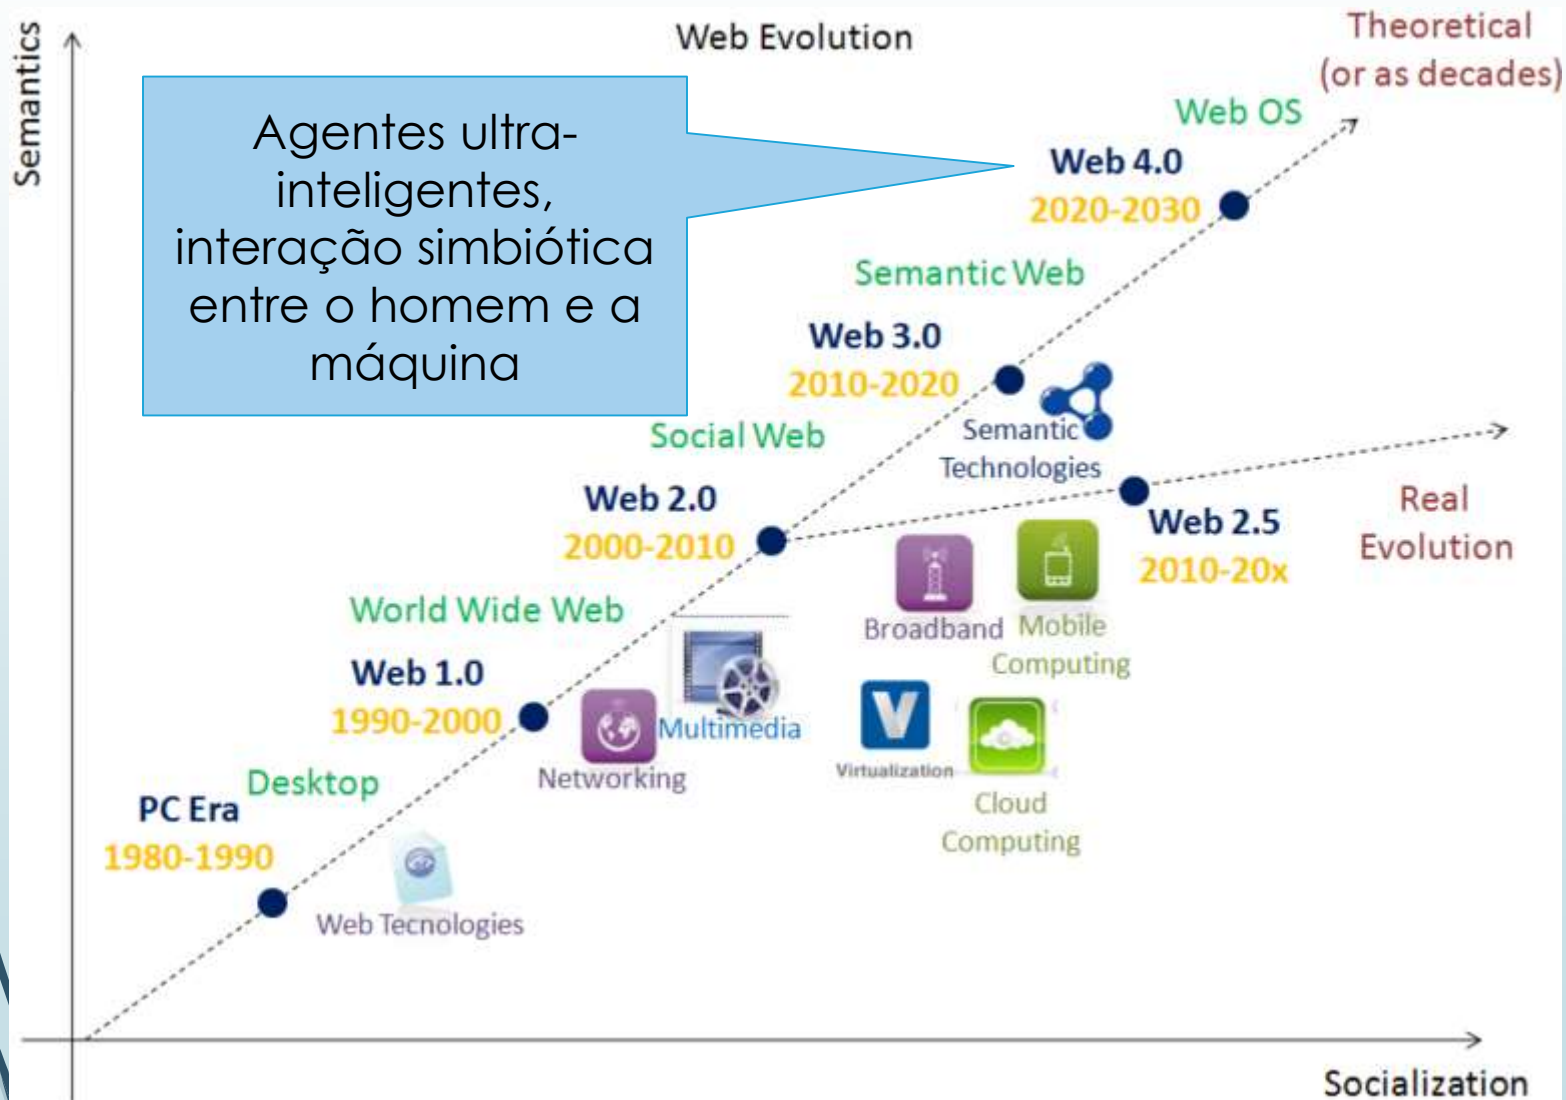 Semantics
Web Evolution
Theoretical
(or as decades)
Agentes ultra-
inteligentes,
interação simbiótica
entre o homem e a
máquina
Web OS
Web 4.0
2020-2030
Semantic Web
Web 3.0
2010-2020
Semantic
Technologies
Social Web
Web 2.0
2000-2010
Web 2.5
2010-20x
Real
Evolution
Broadband
Mobile
Computing
World Wide Web
Web 1.0
1990-2000
Multimedia
Networking
V
Virtualization
Cloud
Computing
Desktop
PC Era
1980-1990
Web Tecnologies
Socialization